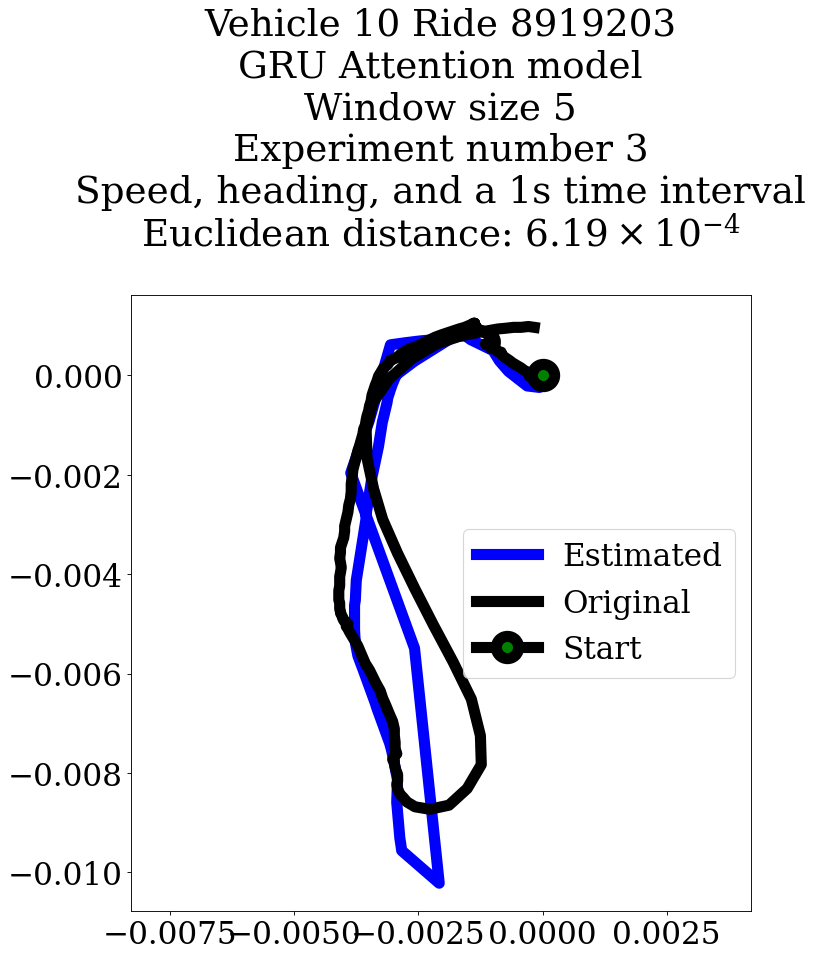 Vehicle 10 Ride 8919203
GRU Attention model
Window size 5
Experiment number 3
Speed, heading, and a 1s time interval
Euclidean distance: 6.19 × 10⁻⁴
0.000
−0.002
−0.004
−0.006
−0.008
−0.010
Estimated
Original
Start
−0.0075 −0.0050 −0.0025 0.0000 0.0025